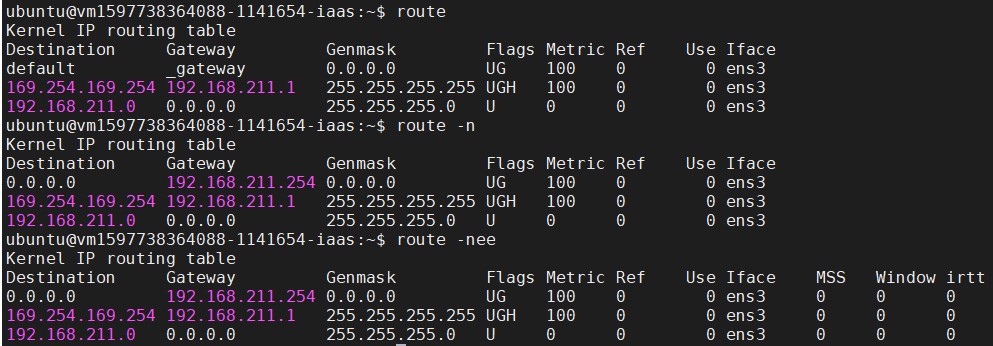 ubuntu@vm1597738364088-1141654-iaas:~$ route
Kernel IP routing table
Destination     Gateway         Genmask         Flags Metric Ref    Use Iface
default         _gateway        0.0.0.0         UG    100    0        0 ens3
169.254.169.254 192.168.211.1   255.255.255.255 UGH   100    0        0 ens3
192.168.211.0   0.0.0.0         255.255.255.0   U     0      0        0 ens3
ubuntu@vm1597738364088-1141654-iaas:~$ route -n
Kernel IP routing table
Destination     Gateway         Genmask         Flags Metric Ref    Use Iface
0.0.0.0         192.168.211.254 0.0.0.0         UG    100    0        0 ens3
169.254.169.254 192.168.211.1   255.255.255.255 UGH   100    0        0 ens3
192.168.211.0   0.0.0.0         255.255.255.0   U     0      0        0 ens3
ubuntu@vm1597738364088-1141654-iaas:~$ route -nee
Kernel IP routing table
Destination     Gateway         Genmask         Flags Metric Ref    Use Iface    MSS   Window irtt
0.0.0.0         192.168.211.254 0.0.0.0         UG    100    0        0 ens3     0     0      0
169.254.169.254 192.168.211.1   255.255.255.255 UGH   100    0        0 ens3     0     0      0
192.168.211.0   0.0.0.0         255.255.255.0   U     0      0        0 ens3     0     0      0